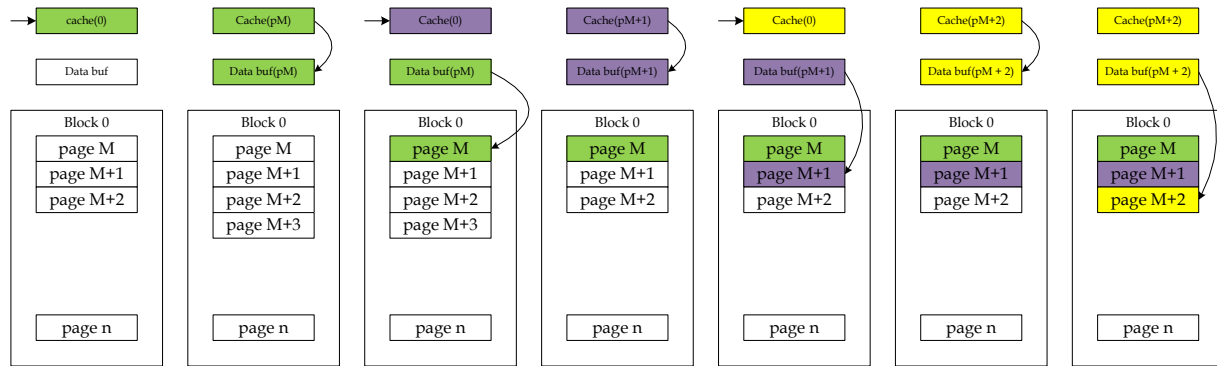 cache(0)
Data buf
Block 0
page M
page M+1
page M+2
page n
Cache(pM)
Data buf(pM)
Block 0
page M
page M+1
page M+2
page M+3
page n
Cache(0)
Data buf(pM)
Block 0
page M
page M+1
page M+2
page M+3
page n
Cache(pM+1)
Data buf(pM+1)
Block 0
page M
page M+1
page M+2
page n
Cache(0)
Data buf(pM+1)
Block 0
page M
page M+1
page M+2
page n
Cache(pM+2)
Data buf(pM + 2)
Block 0
page M
page M+1
page M+2
page n
Cache(pM+2)
Data buf(pM + 2)
Block 0
page M
page M+1
page M+2
page n